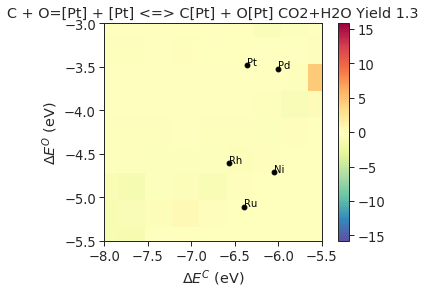 C + O=[Pt] + [Pt] <=> C[Pt] + O[Pt] CO2+H2O Yield 1.3
−3.0
−3.5
−4.0
−4.5
−5.0
−5.5
ΔE^O (eV)
Pt
Pd
Rh
Ni
Ru
−8.0 −7.5 −7.0 −6.5 −6.0 −5.5
ΔE^C (eV)
15
10
5
0
−5
−10
−15